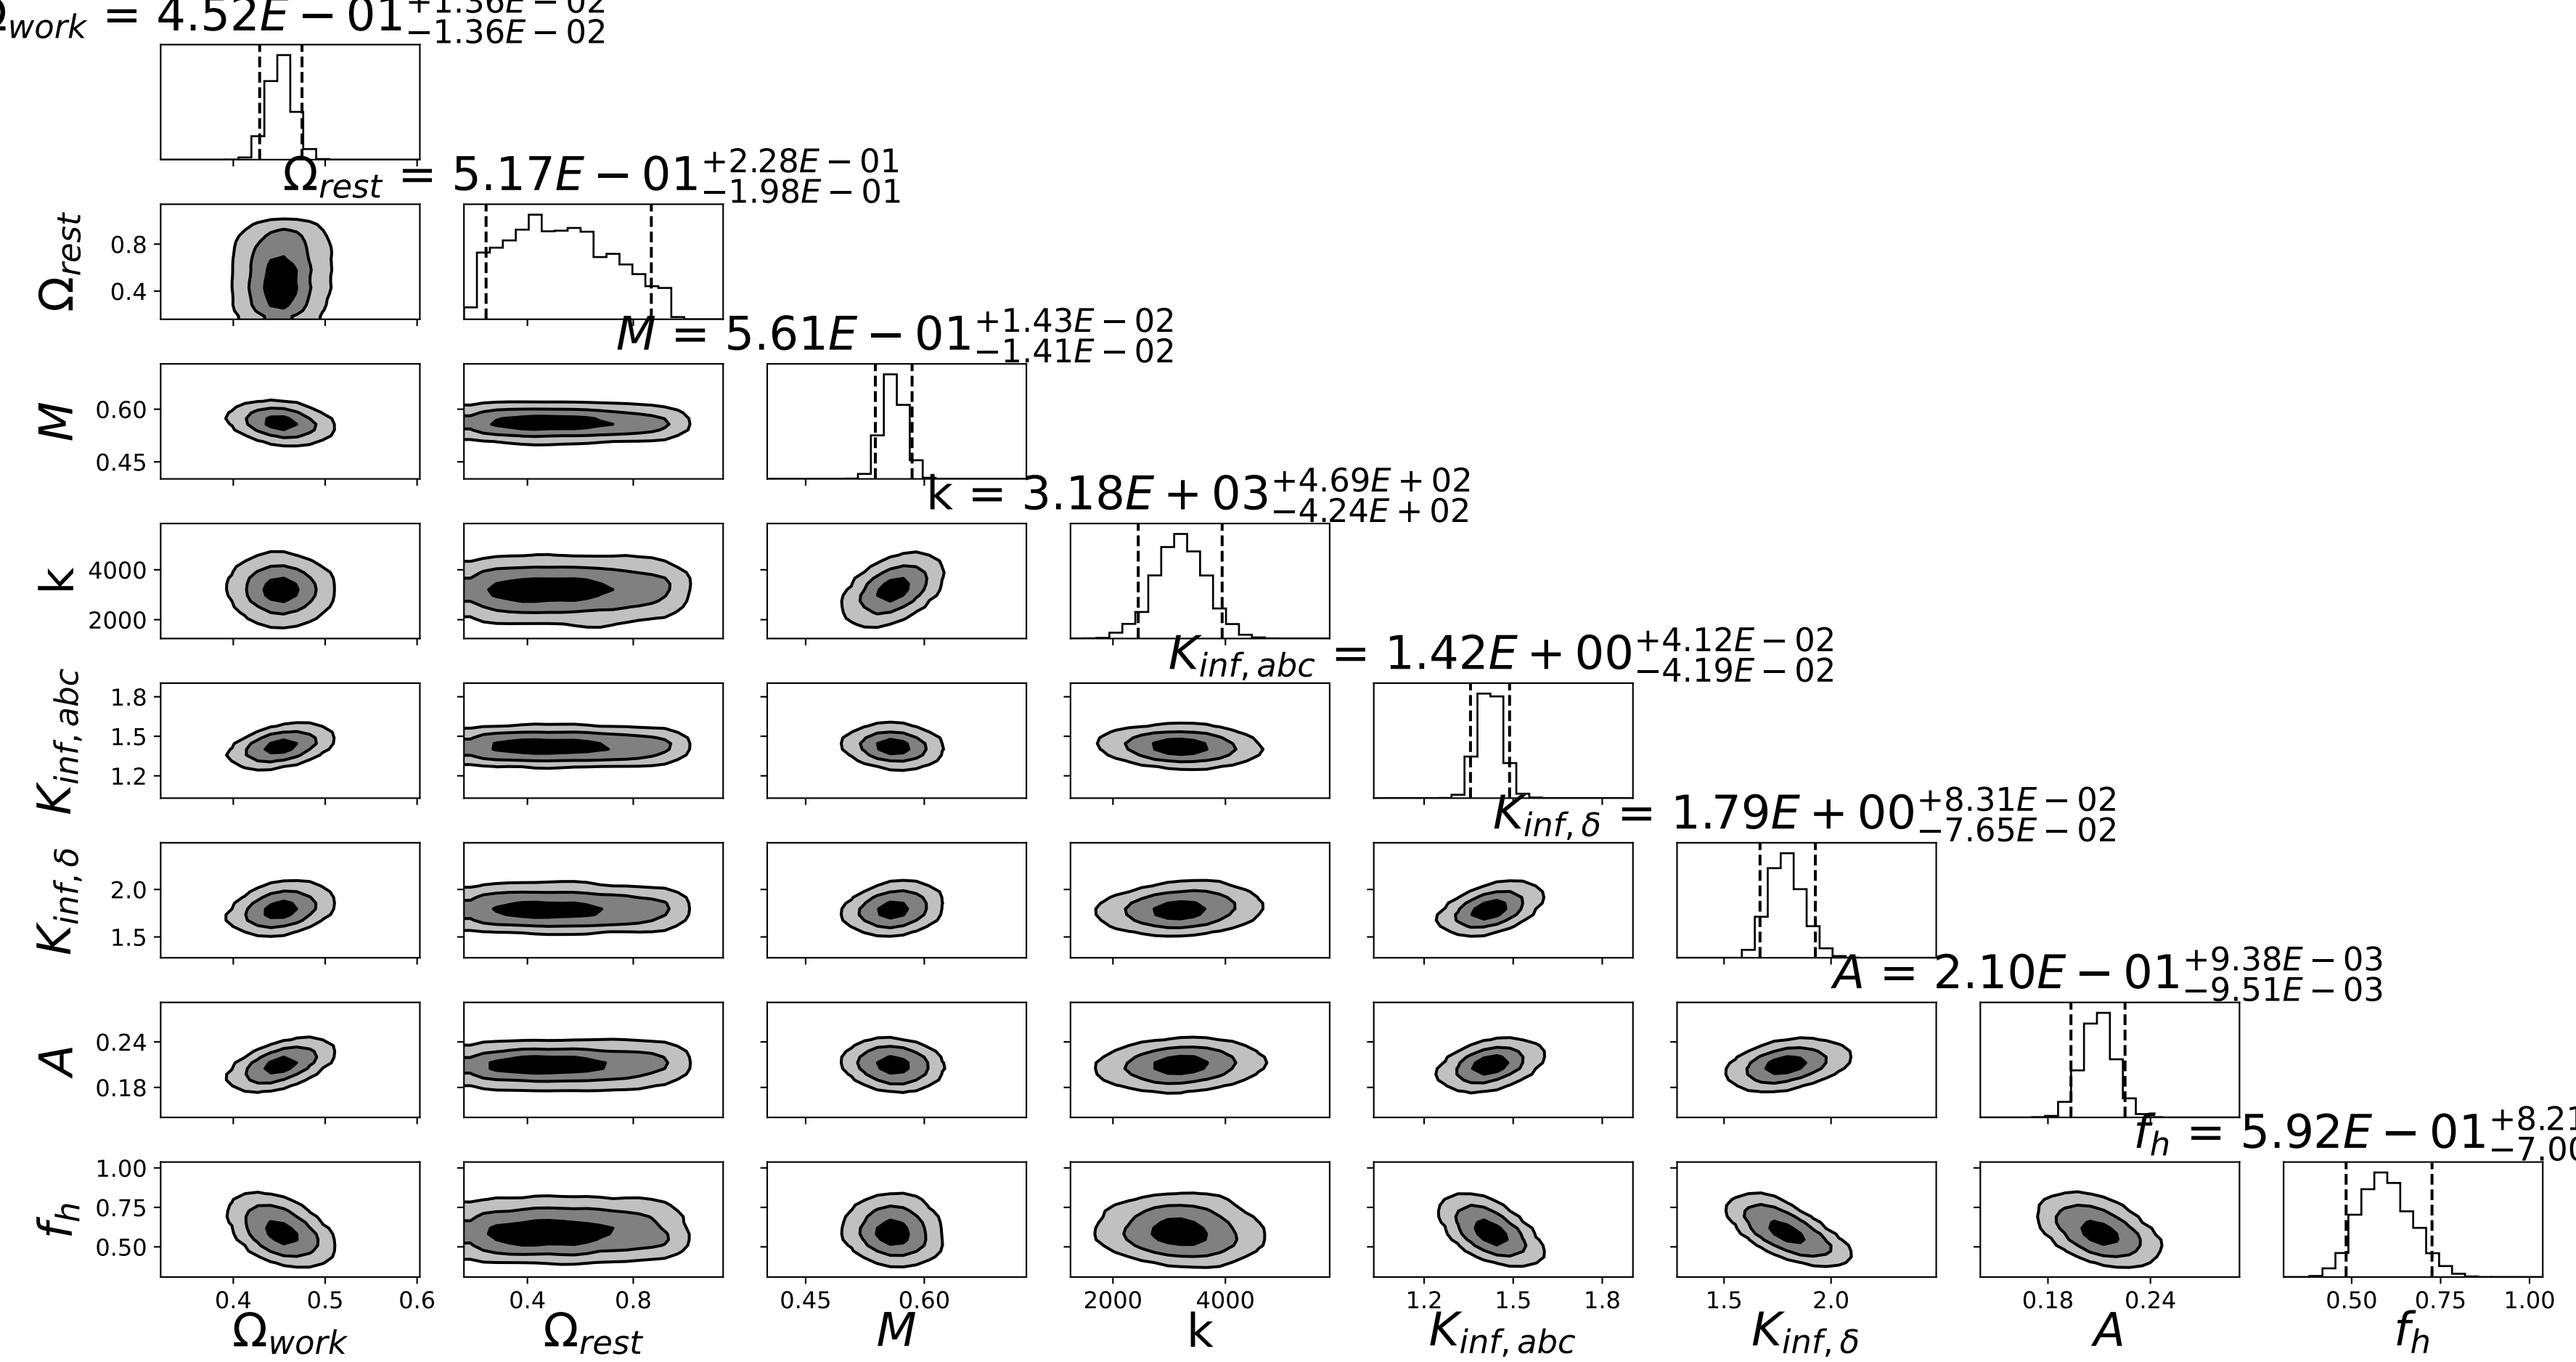 work = 4.52E − 01 +1.36E − 02 −1.36E − 02
Ω_rest = 5.17E − 01 +2.28E − 01 −1.98E − 01
Ω_rest 0.8 0.4
M = 5.61E − 01 +1.43E − 02 −1.41E − 02
M 0.60 0.45
k = 3.18E + 03 +4.69E + 02 −4.24E + 02
k 4000 2000
K_inf, abc = 1.42E + 00 +4.12E − 02 −4.19E − 02
K_inf, abc 1.8 1.5 1.2
K_inf, δ = 1.79E + 00 +8.31E − 02 −7.65E − 02
K_inf, δ 2.0 1.5
A = 2.10E − 01 +9.38E − 03 −9.51E − 03
A 0.24 0.18
f_h = 5.92E − 01 +8.21 −7.00
f_h 1.00 0.75 0.50
0.4 0.5 0.6 0.4 0.8 0.45 0.60 2000 4000 1.2 1.5 1.8 1.5 2.0 0.18 0.24 0.50 0.75 1.00
Ω_work Ω_rest M k K_inf, abc K_inf, δ A f_h